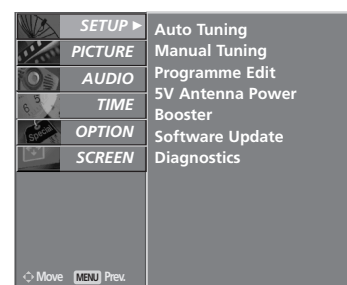 SETUP ►
PICTURE
AUDIO
TIME
OPTION
SCREEN
Auto Tuning
Manual Tuning
Programme Edit
5V Antenna Power
Booster
Software Update
Diagnostics
Move MENU Prev.